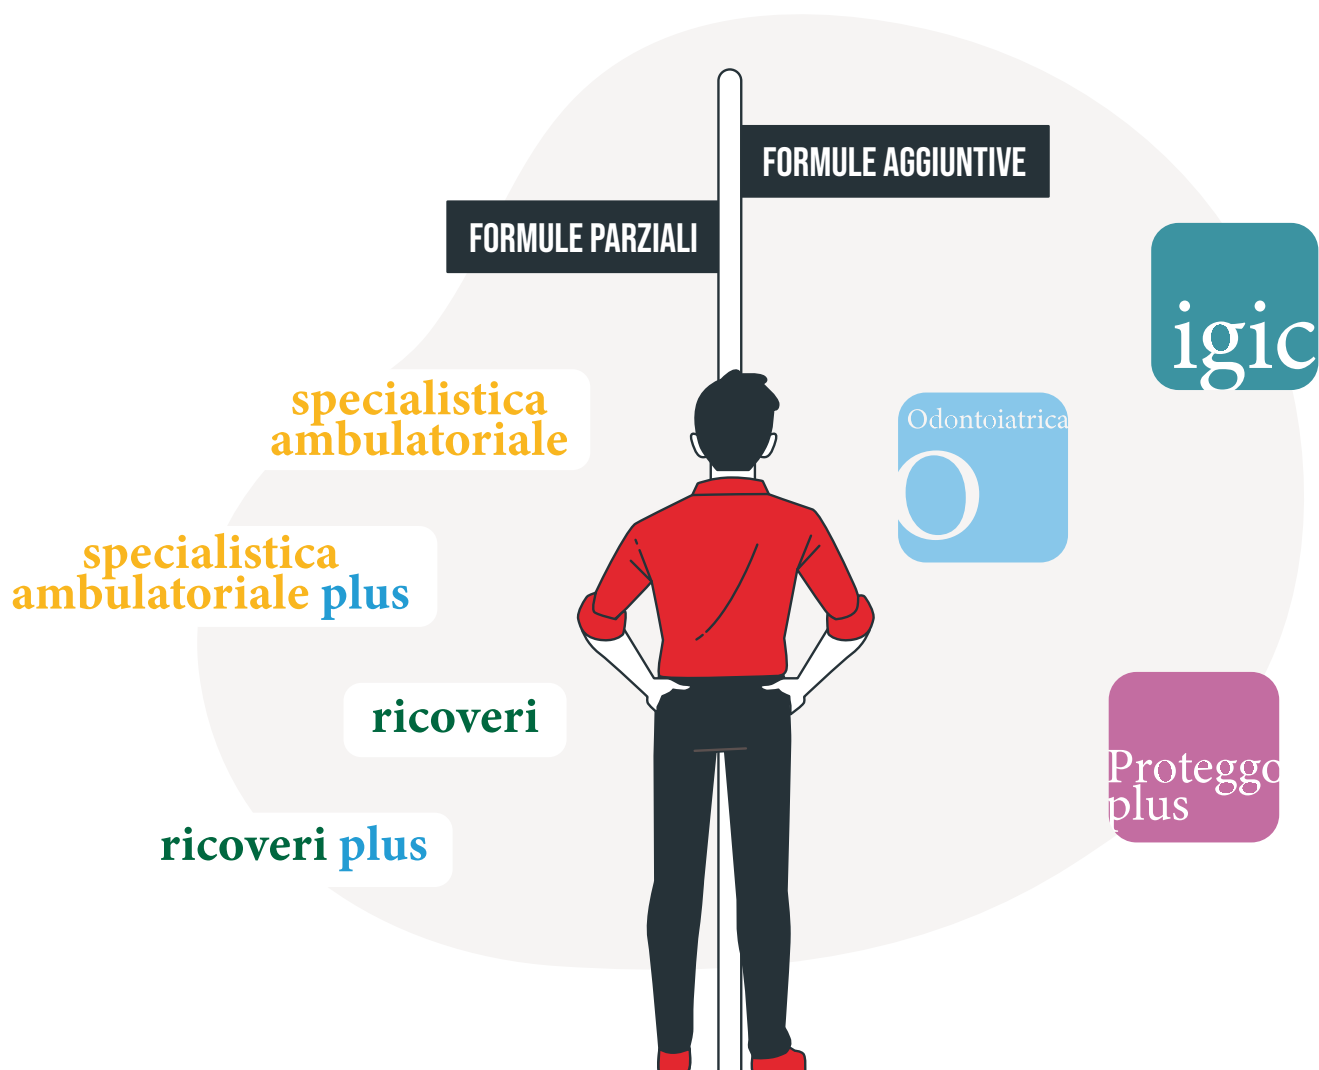 FORMULE AGGIUNTIVE
FORMULE PARZIALI
igic
specialistica
ambulatoriale
Odontoiatrica
O
specialistica
ambulatoriale plus
ricoveri
Proteggo
plus
ricoveri plus